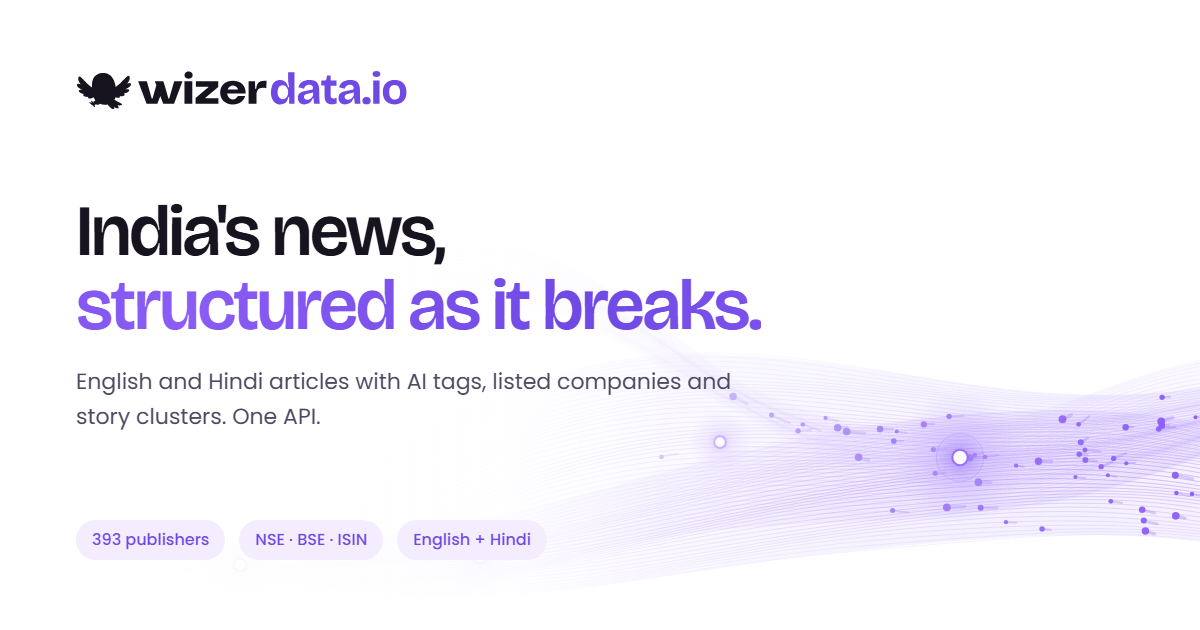 wizerdata.io
India's news,
structured as it breaks.
English and Hindi articles with AI tags, listed companies and
story clusters. One API.
393 publishers
NSE · BSE · ISIN
English + Hindi